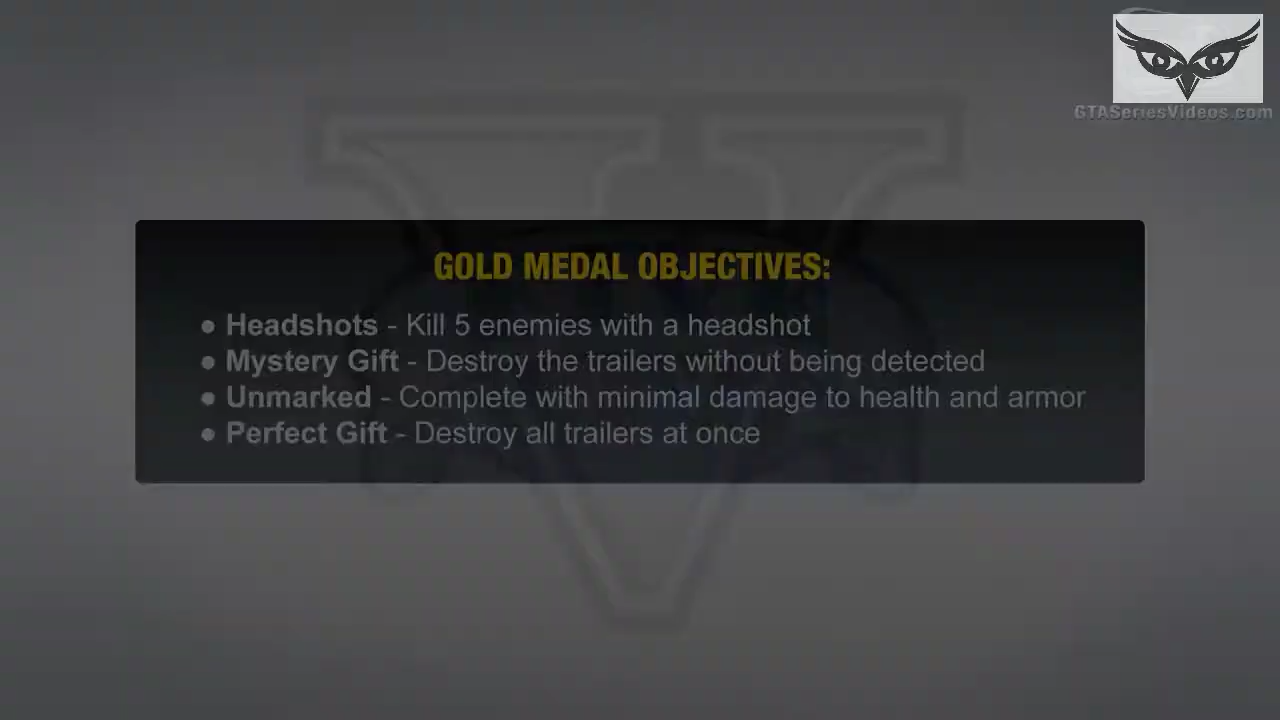 GTASeriesVideos.com
GOLD MEDAL OBJECTIVES:
● Headshots - Kill 5 enemies with a headshot
● Mystery Gift - Destroy the trailers without being detected
● Unmarked - Complete with minimal damage to health and armor
● Perfect Gift - Destroy all trailers at once